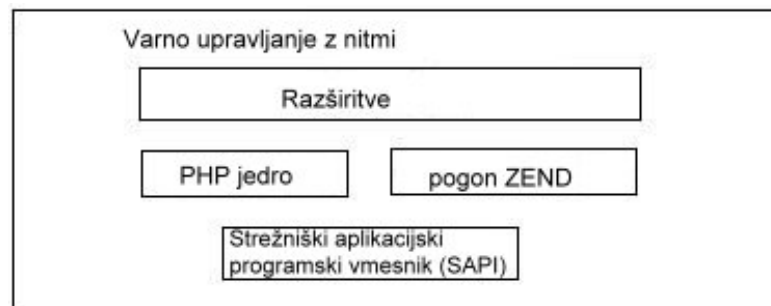 Varno upravljanje z nitmi
Razširitve
PHP jedro
pogon ZEND
Strežniški aplikacijski
programski vmesnik (SAPI)